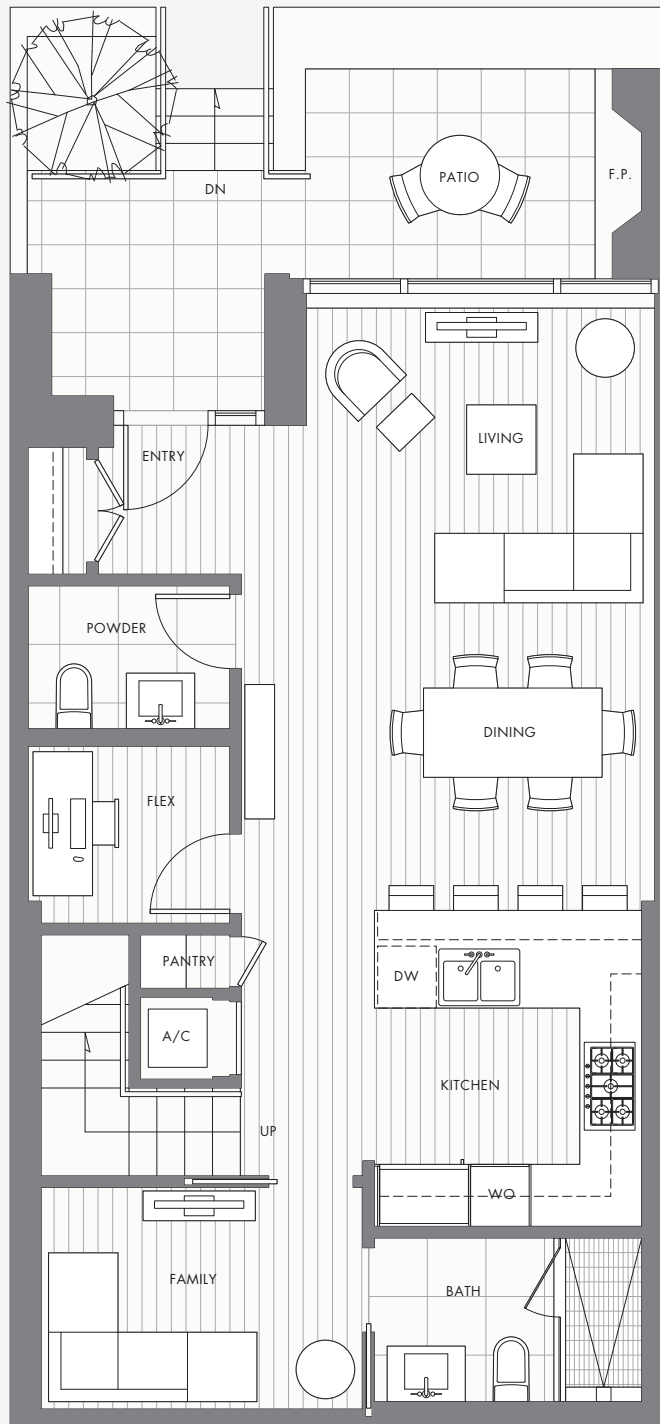 PATIO
F.P.
DN
LIVING
ENTRY
POWDER
DINING
FLEX
PANTRY
DW
A/C
KITCHEN
UP
WO
FAMILY
BATH